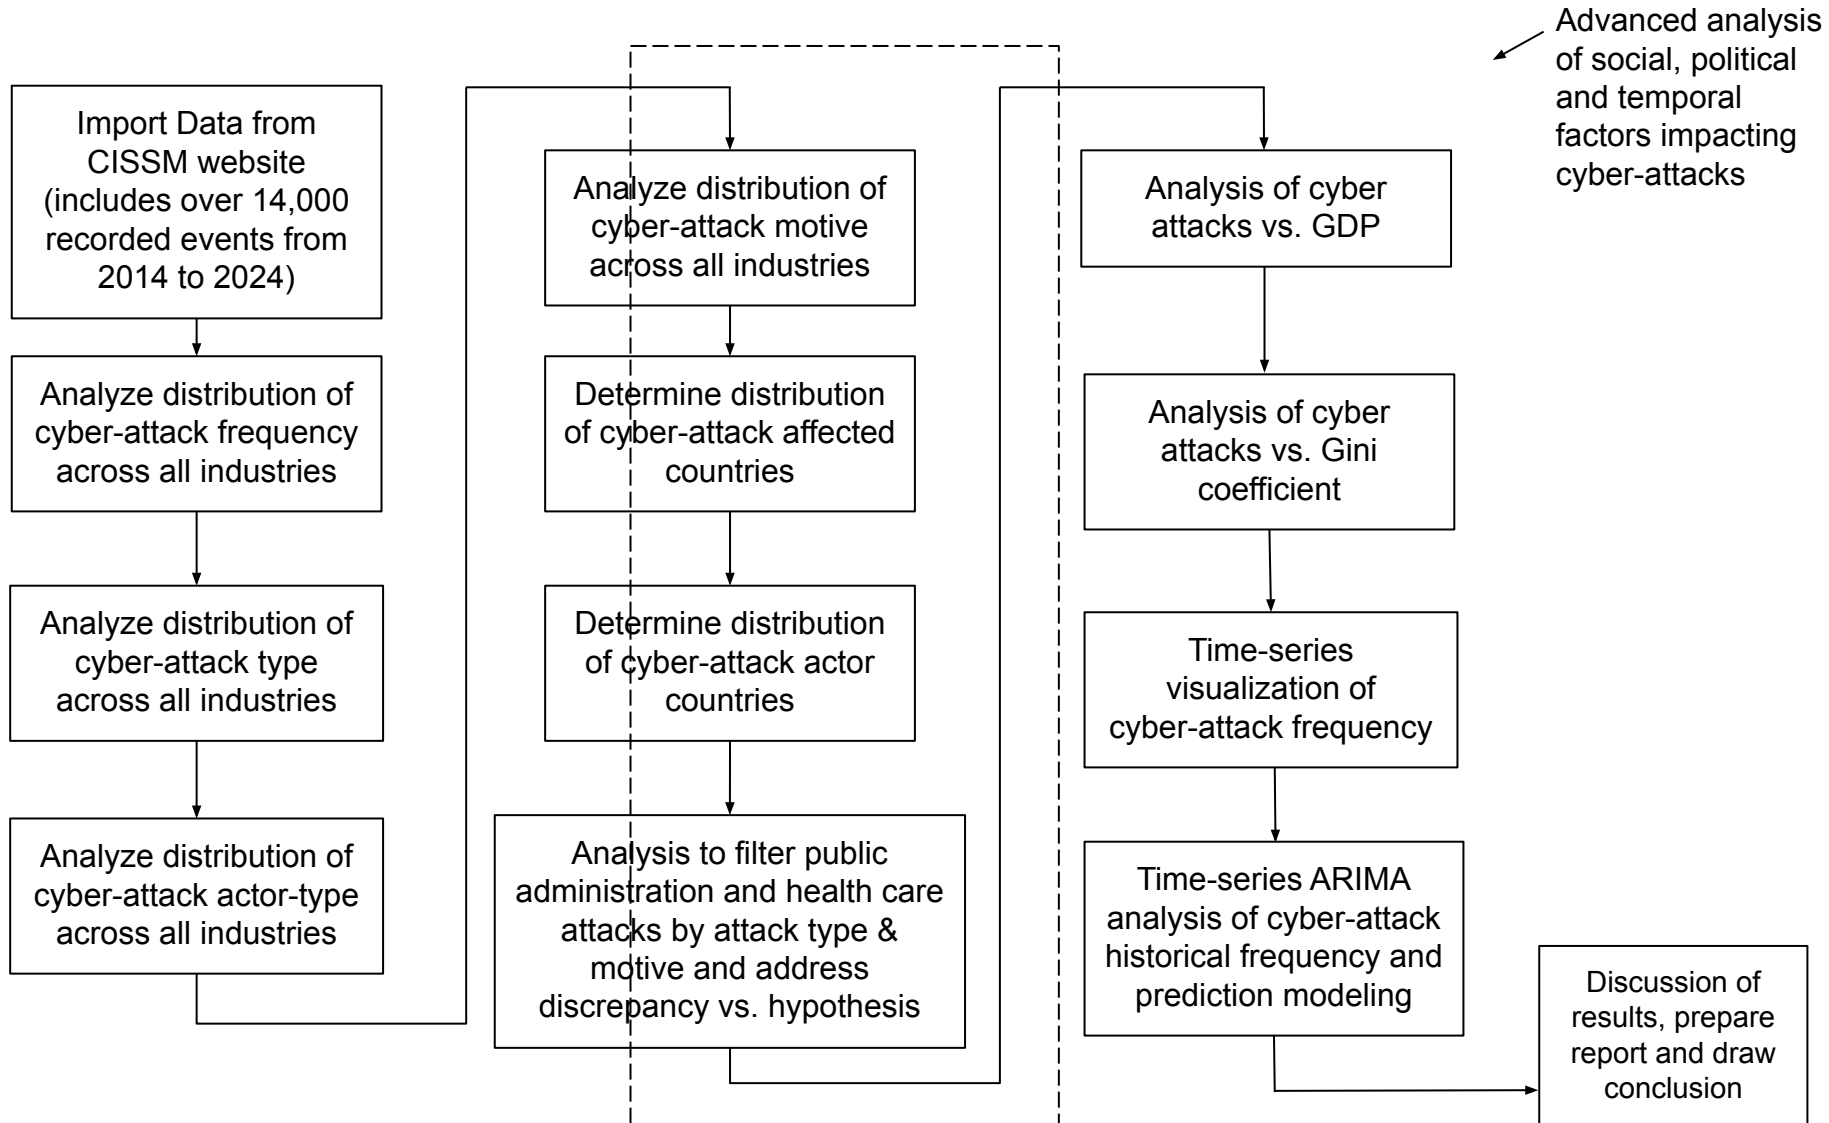 Import Data from
CISSM website
(includes over 14,000
recorded events from
2014 to 2024)
Analyze distribution of
cyber-attack frequency
across all industries
Analyze distribution of
cyber-attack type
across all industries
Analyze distribution of
cyber-attack actor-type
across all industries
Analyze distribution of
cyber-attack motive
across all industries
Determine distribution
of cyber-attack affected
countries
Determine distribution
of cyber-attack actor
countries
Analysis to filter public
administration and health care
attacks by attack type &
motive and address
discrepancy vs. hypothesis
Analysis of cyber
attacks vs. GDP
Analysis of cyber
attacks vs. Gini
coefficient
Time-series
visualization of
cyber-attack frequency
Time-series ARIMA
analysis of cyber-attack
historical frequency and
prediction modeling
Discussion of
results, prepare
report and draw
conclusion
Advanced analysis
of social, political
and temporal
factors impacting
cyber-attacks